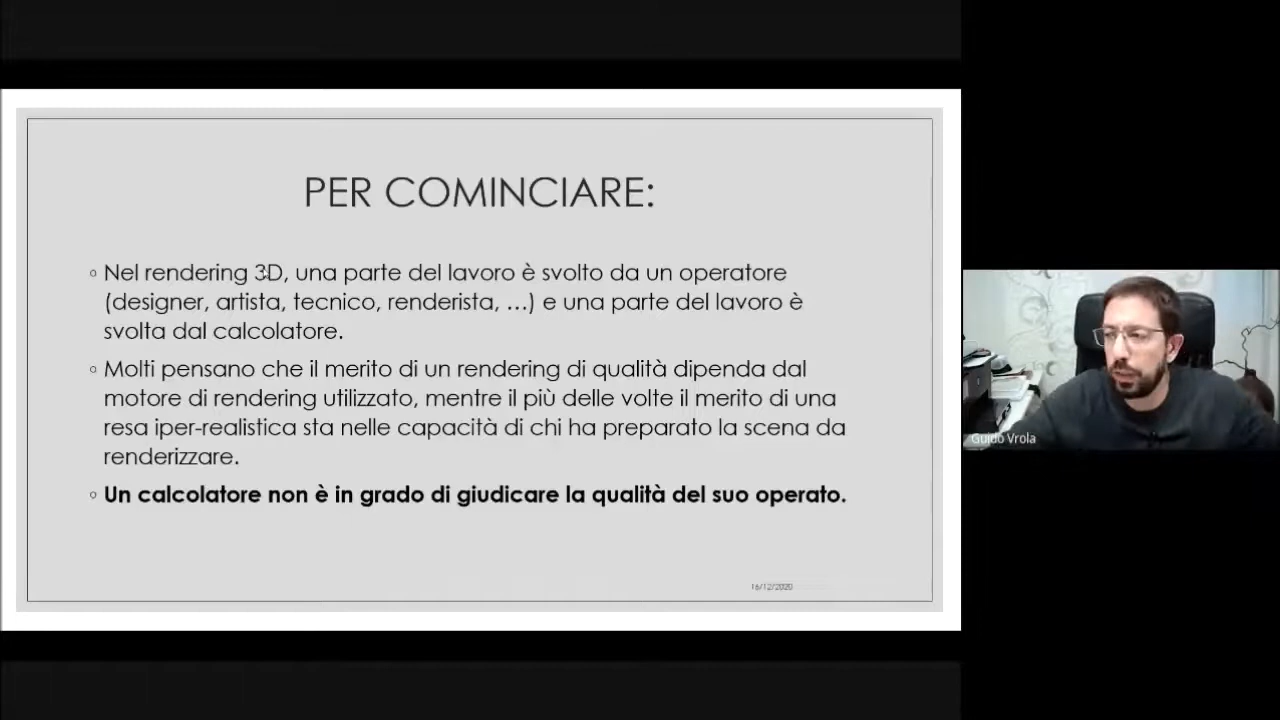 PER COMINCIARE:
Nel rendering 3D, una parte del lavoro è svolto da un operatore
(designer, artista, tecnico, renderista, …) e una parte del lavoro è
svolta dal calcolatore.
Molti pensano che il merito di un rendering di qualità dipenda dal
motore di rendering utilizzato, mentre il più delle volte il merito di una
resa iper-realistica sta nelle capacità di chi ha preparato la scena da
renderizzare.
Un calcolatore non è in grado di giudicare la qualità del suo operato.
16/12/2020
Guido Vrola